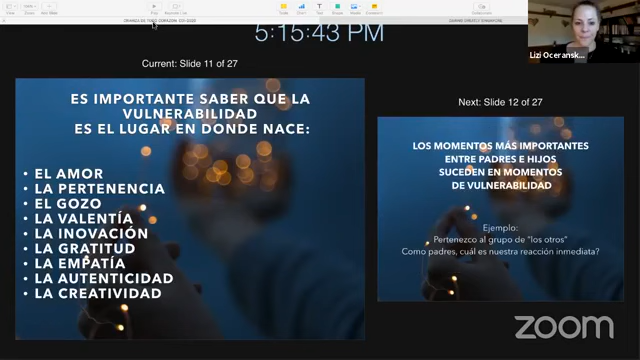 5:15:43 PM
Lizi Oceransk...
Current: Slide 11 of 27
ES IMPORTANTE SABER QUE LA
VULNERABILIDAD
ES EL LUGAR EN DONDE NACE:
• EL AMOR
• LA PERTENENCIA
• EL GOZO
• LA VALENTÍA
• LA INOVACIÓN
• LA GRATITUD
• LA EMPATÍA
• LA AUTENTICIDAD
• LA CREATIVIDAD
Next: Slide 12 of 27
LOS MOMENTOS MÁS IMPORTANTES
ENTRE PADRES E HIJOS
SUCEDEN EN MOMENTOS
DE VULNERABILIDAD
Ejemplo:
Pertenezco al grupo de "los otros"
Como padres, cuál es nuestra reacción inmediata?
zoom